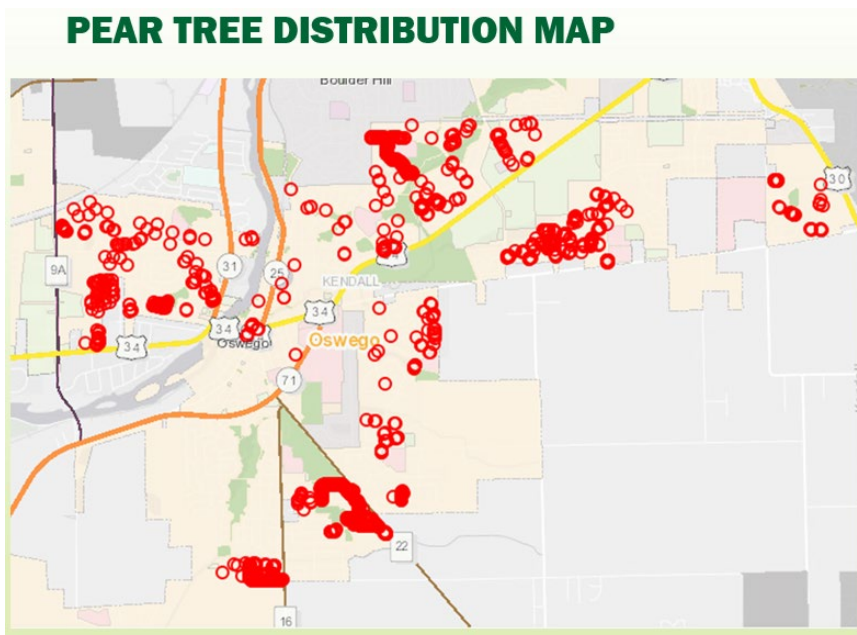 PEAR TREE DISTRIBUTION MAP
Boulder Hill
30
9A
31
25
KENDALL
34
34
34
Oswego
Oswego
71
22
16